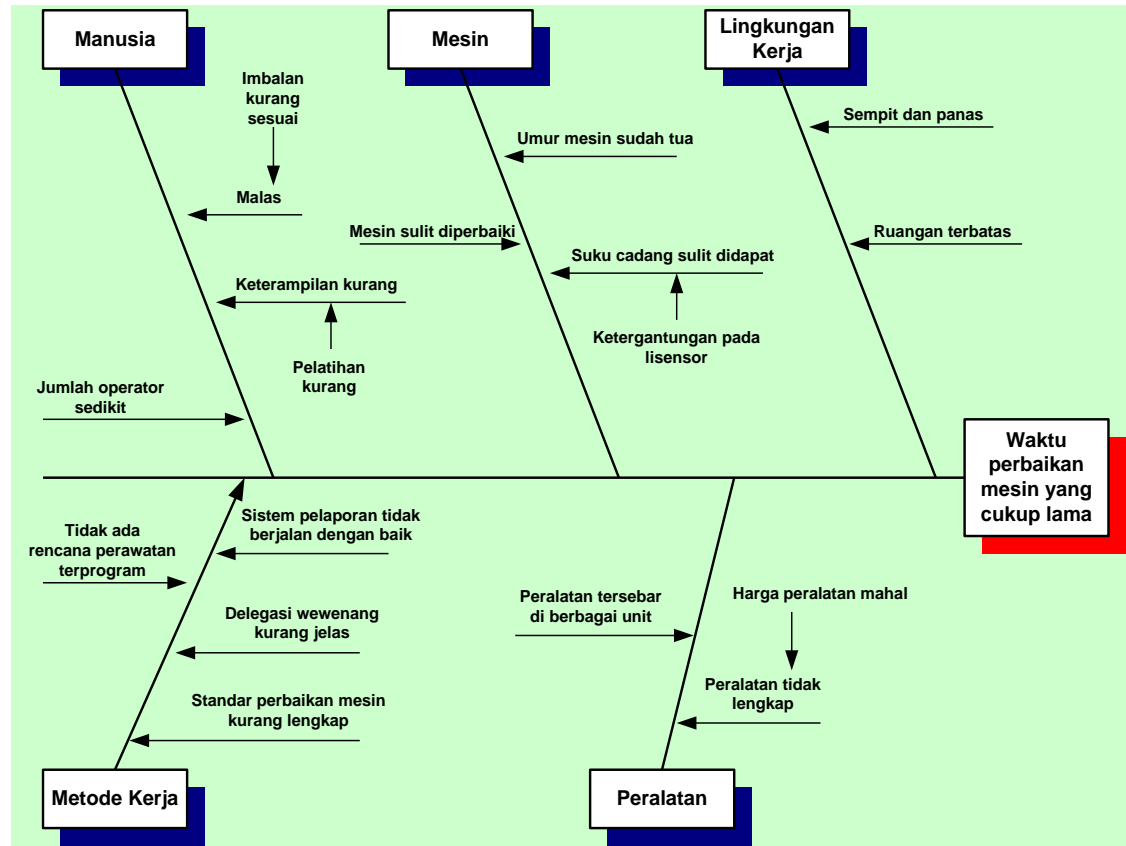 Manusia
Mesin
Lingkungan
Kerja
Imbalan
kurang
sesuai
Malas
Keterampilan kurang
Pelatihan
kurang
Jumlah operator
sedikit
Umur mesin sudah tua
Mesin sulit diperbaiki
Suku cadang sulit didapat
Ketergantungan pada
lisensor
Sempit dan panas
Ruangan terbatas
Waktu
perbaikan
mesin yang
cukup lama
Sistem pelaporan tidak
berjalan dengan baik
Tidak ada
rencana perawatan
terprogram
Delegasi wewenang
kurang jelas
Standar perbaikan mesin
kurang lengkap
Metode Kerja
Peralatan tersebar
di berbagai unit
Harga peralatan mahal
Peralatan tidak
lengkap
Peralatan